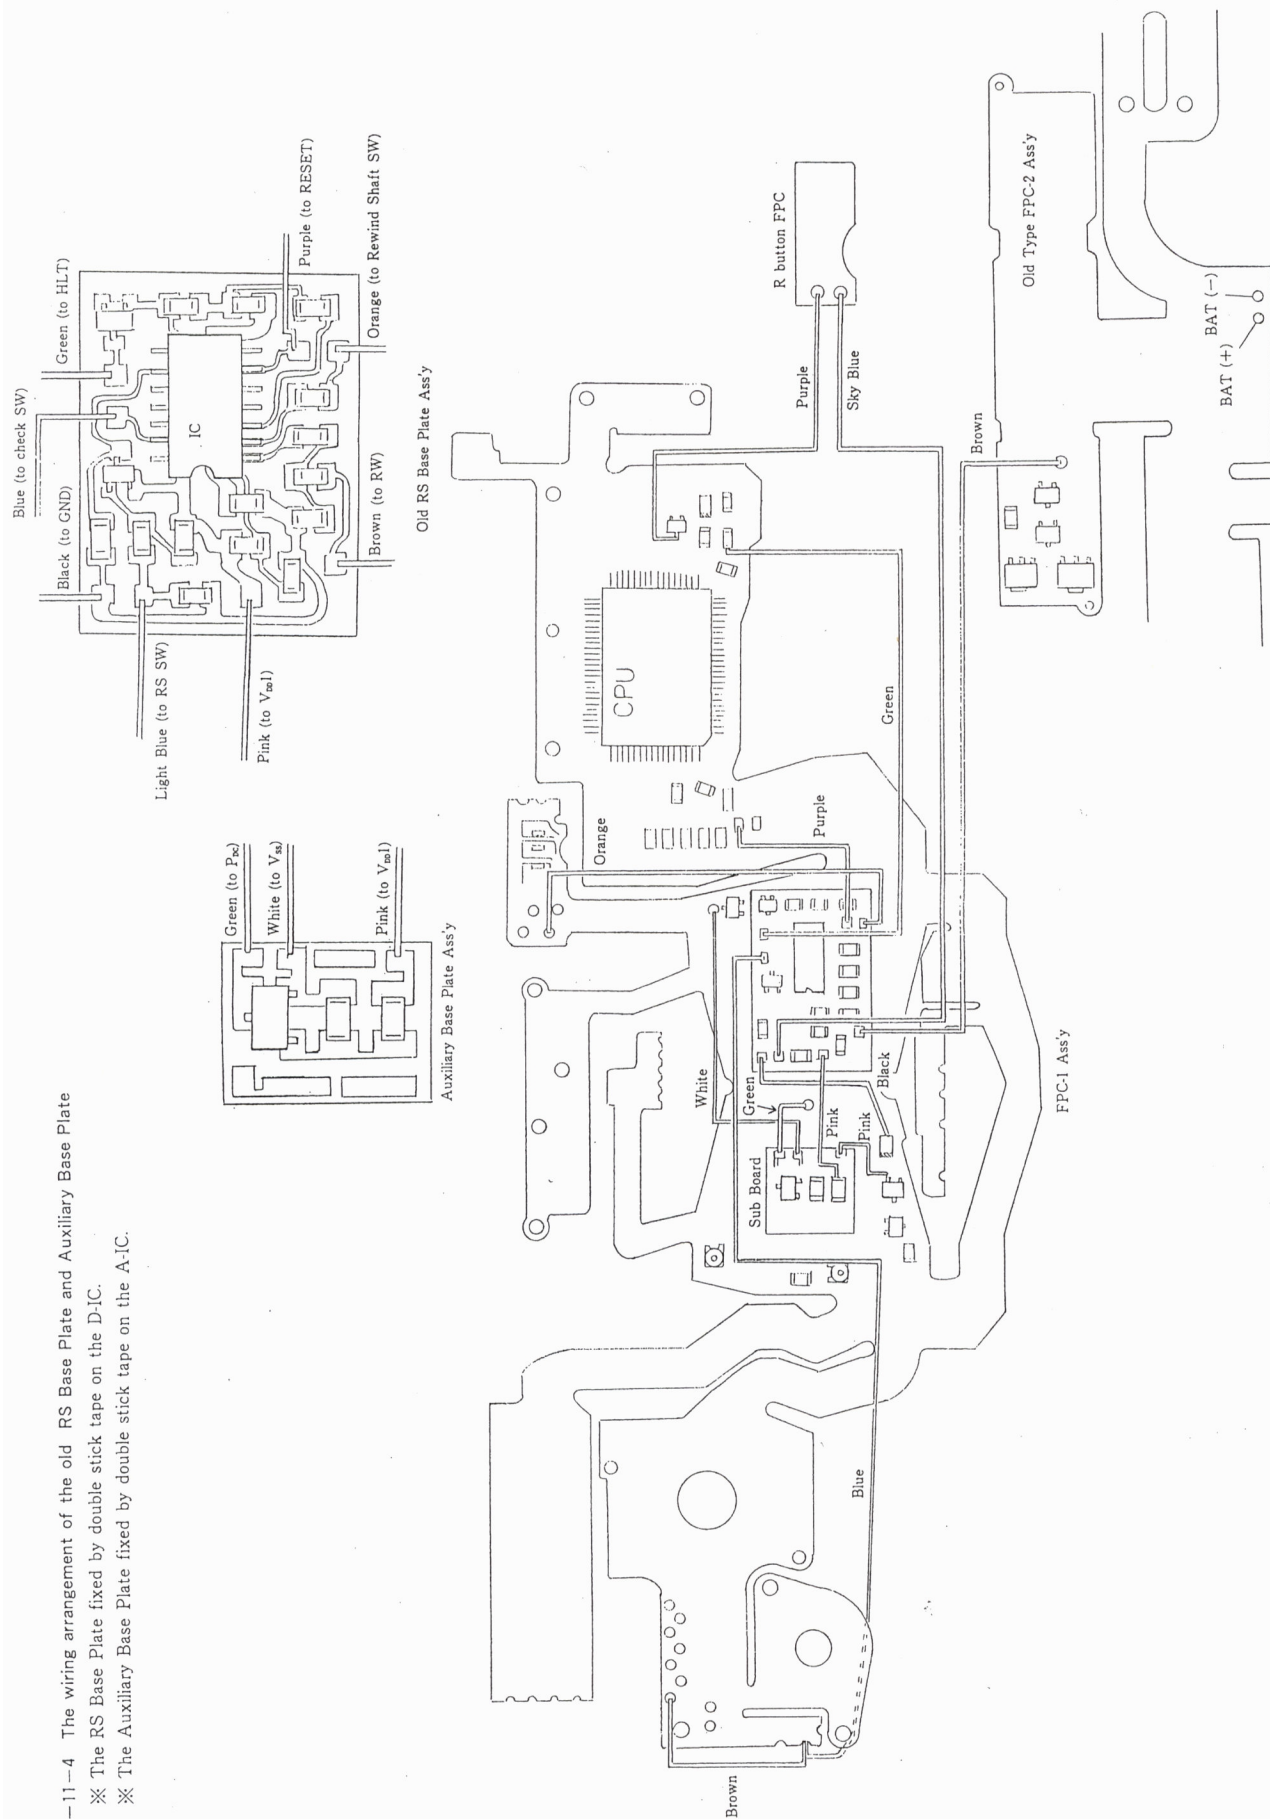 -11-4 The wiring arrangement of the old RS Base Plate and Auxiliary Base Plate
※ The RS Base Plate fixed by double stick tape on the D-IC.
※ The Auxiliary Base Plate fixed by double stick tape on the A-IC.
Green (to PDC)
White (to VSS)
Pink (to VDD1)
Auxiliary Base Plate Ass'y
Blue (to check SW)
Black (to GND)
Green (to HLT)
Light Blue (to RS SW)
Pink (to VDD1)
IC
Purple (to RESET)
Orange (to Rewind Shaft SW)
Brown (to RW)
Old RS Base Plate Ass'y
Orange
CPU
Purple
R button FPC
Purple
Sky Blue
White
Green
Sub Board
Pink
Pink
Black
Green
Brown
Old Type FPC-2 Ass'y
BAT (+)
BAT (-)
Blue
Brown
FPC-1 Ass'y